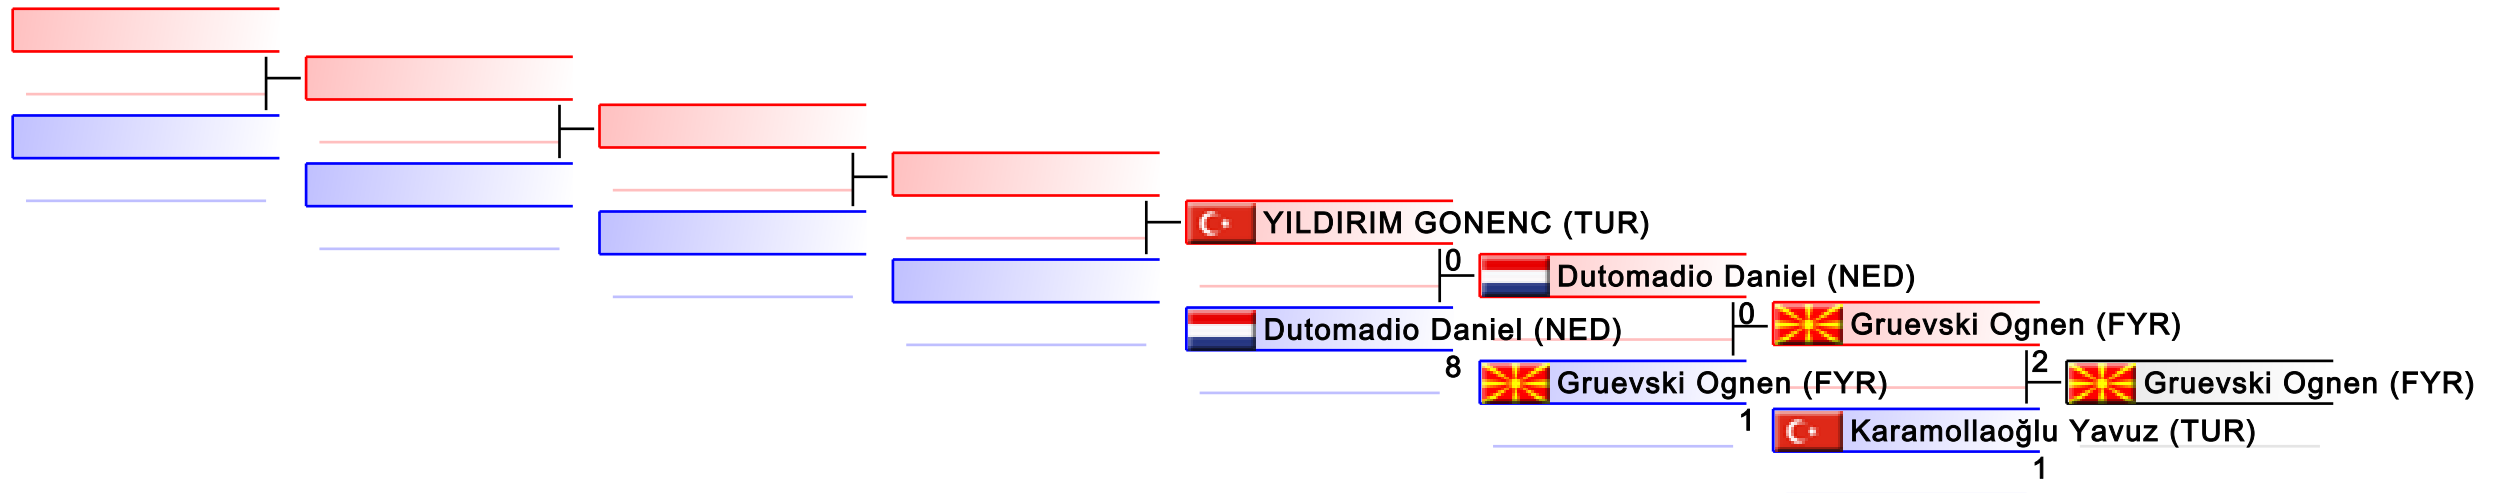 YILDIRIM GÖNENÇ (TUR)
0
Dutomadio Daniel (NED)
0
Gruevski Ognen (FYR)
Dutomadio Daniel (NED)
2
8
Gruevski Ognen (FYR)
Gruevski Ognen (FYR)
1
Karamollaoğlu Yavuz (TUR)
1